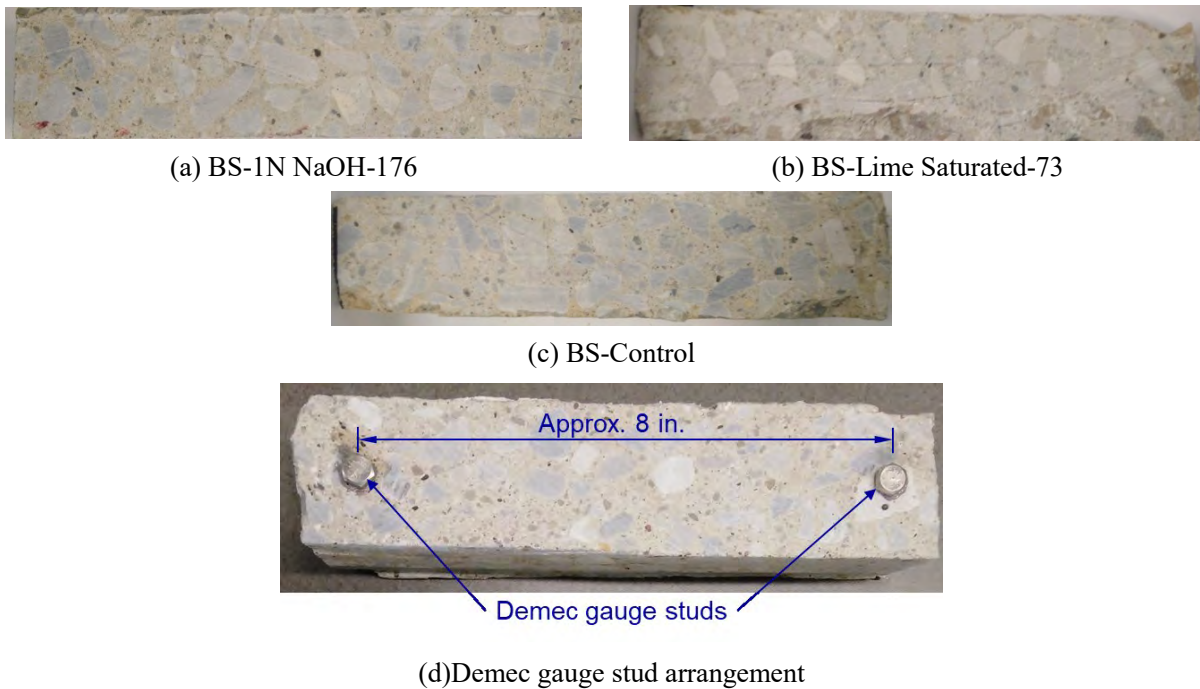 (a) BS-1N NaOH-176
(b) BS-Lime Saturated-73
(c) BS-Control
Approx. 8 in.
Demec gauge studs
(d)Demec gauge stud arrangement